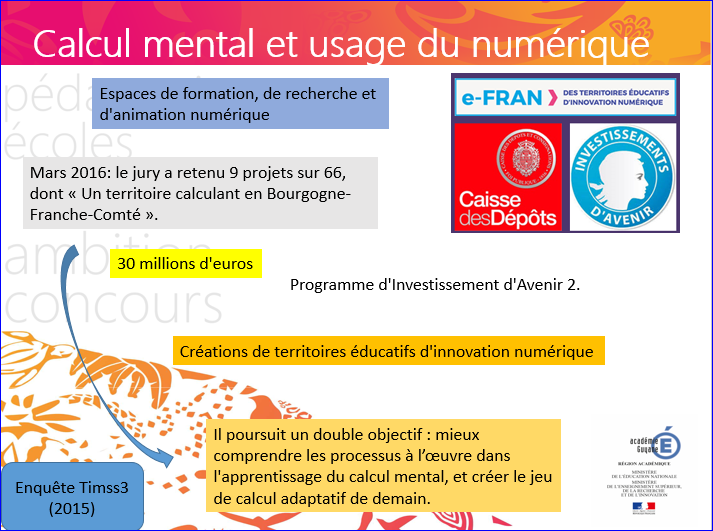 Calcul mental et usage du numérique
Espaces de formation, de recherche et
d'animation numérique
e-FRAN
DES TERRITOIRES ÉDUCATIFS
D'INNOVATION NUMÉRIQUE
écoles
Mars 2016: le jury a retenu 9 projets sur 66,
dont « Un territoire calculant en Bourgogne-
Franche-Comté ».
Caisse
desDépôts
INVESTISSEMENTS
D'AVENIR
ambition
30 millions d'euros
Programme d'Investissement d'Avenir 2.
concours
Créations de territoires éducatifs d'innovation numérique
Il poursuit un double objectif : mieux
comprendre les processus à l’œuvre dans
l'apprentissage du calcul mental, et créer le jeu
de calcul adaptatif de demain.
Enquête Timss3
(2015)
académie
Guyane
RÉGION ACADÉMIQUE
MINISTÈRE
DE L'ÉDUCATION NATIONALE
MINISTÈRE
DE L'ENSEIGNEMENT SUPÉRIEUR,
DE LA RECHERCHE
ET DE L'INNOVATION